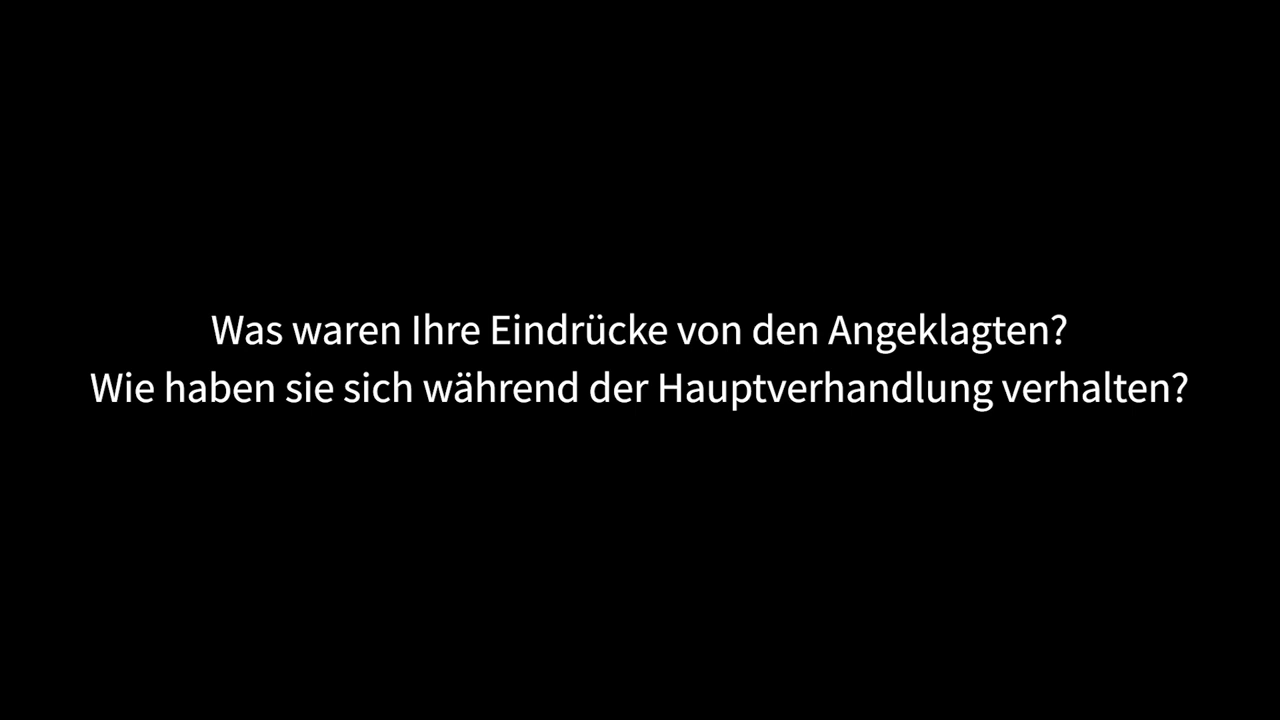 Was waren Ihre Eindrücke von den Angeklagten?
Wie haben sie sich während der Hauptverhandlung verhalten?